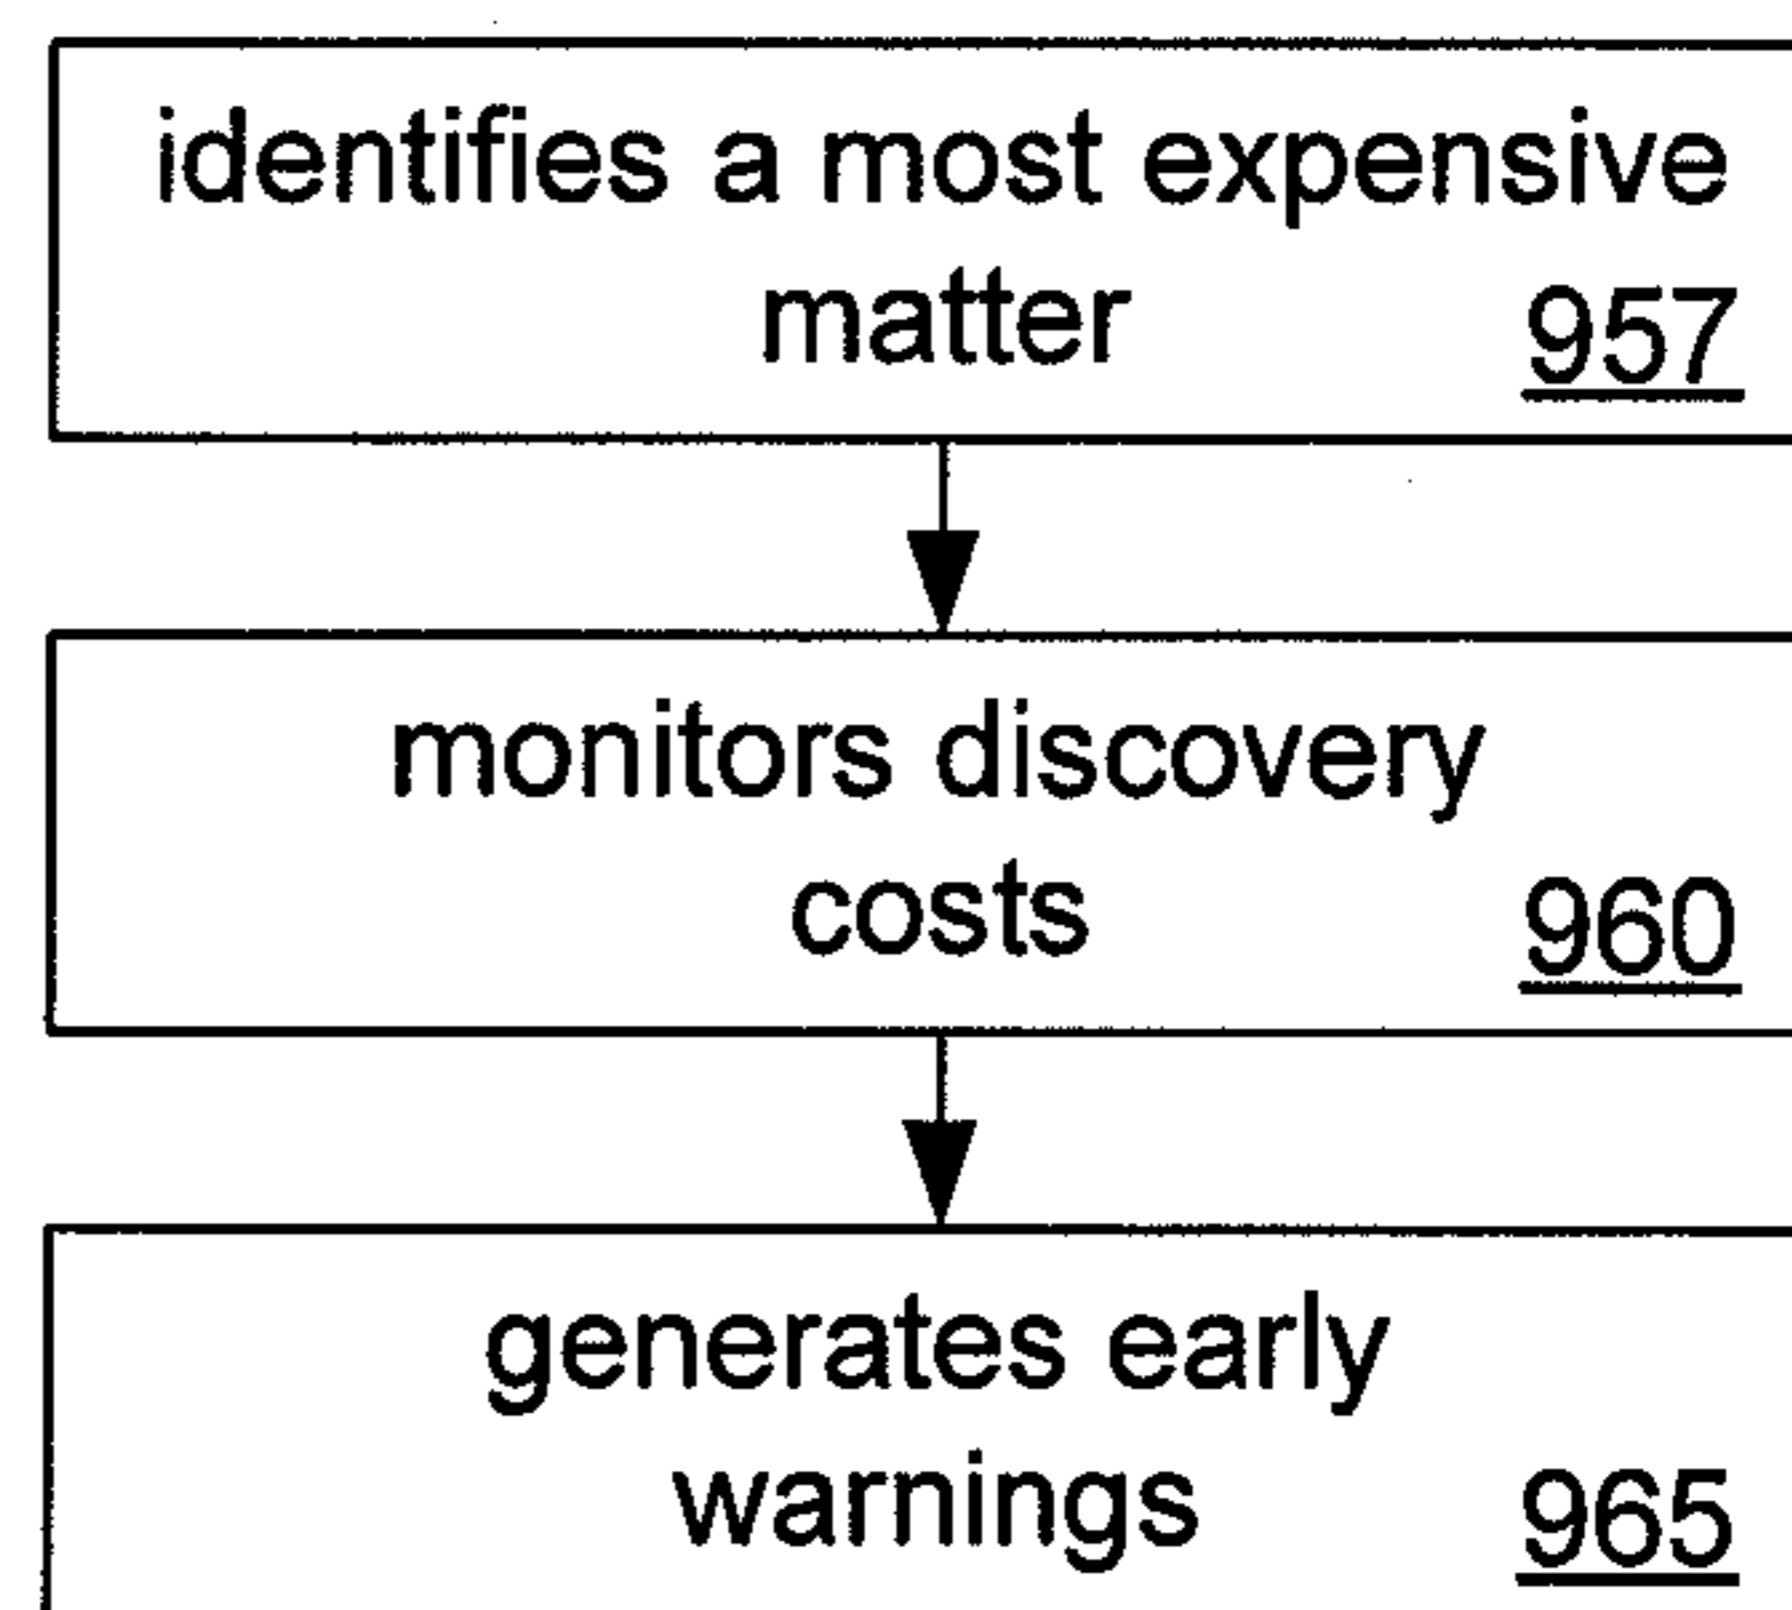 identifies a most expensive
matter 957
monitors discovery
costs 960
generates early
warnings 965